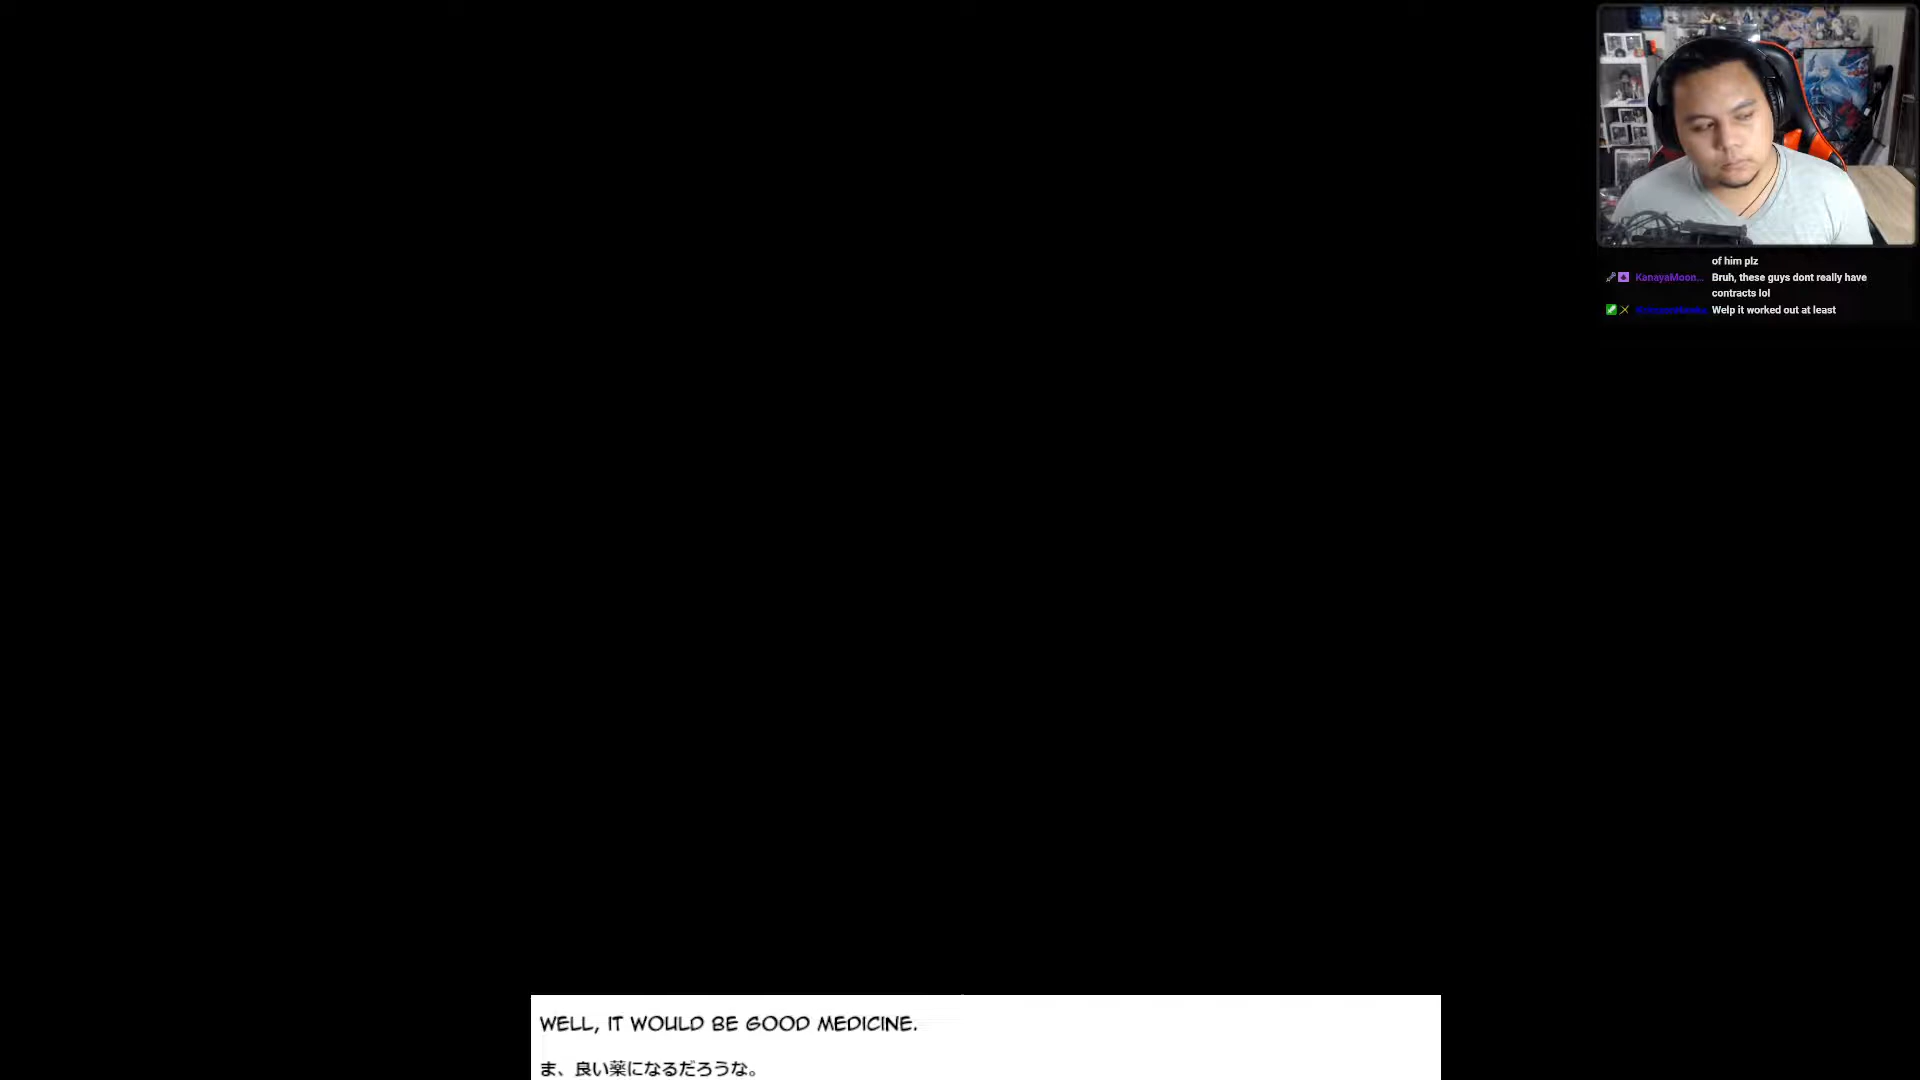 of him plz
KanayaMoon... Bruh, these guys dont really have
contracts lol
Welp it worked out at least
WELL, IT WOULD BE GOOD MEDICINE.
ま、良い薬になるだろうな。